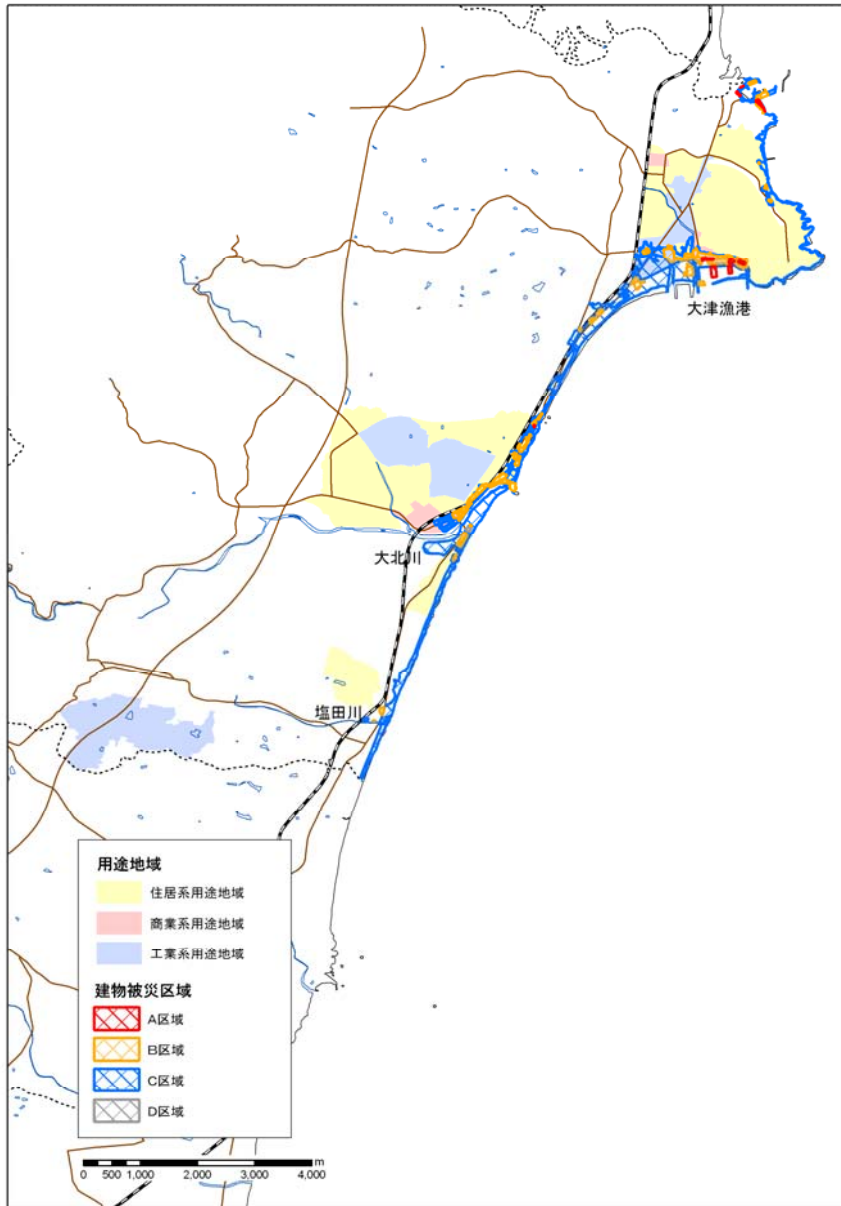 大津漁港
大北川
塩田川
用途地域
住居系用途地域
商業系用途地域
工業系用途地域
建物被災区域
A区域
B区域
C区域
D区域
m
0 500 1,000 2,000 3,000 4,000